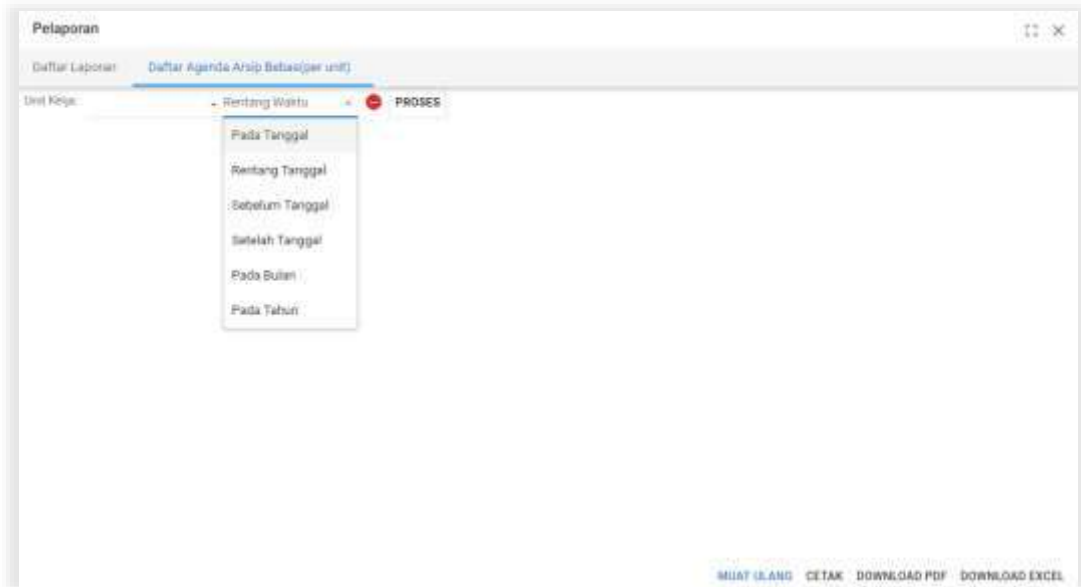 Pelaporan
Daftar Laporan Daftar Agenda Arsip Bebas(per unit)
Unit Kerja: Rentang Waktu PROSES
Pada Tanggal
Rentang Tanggal
Sebelum Tanggal
Setelah Tanggal
Pada Bulan
Pada Tahun
MUAT ULANG CETAK DOWNLOAD PDF DOWNLOAD EXCEL